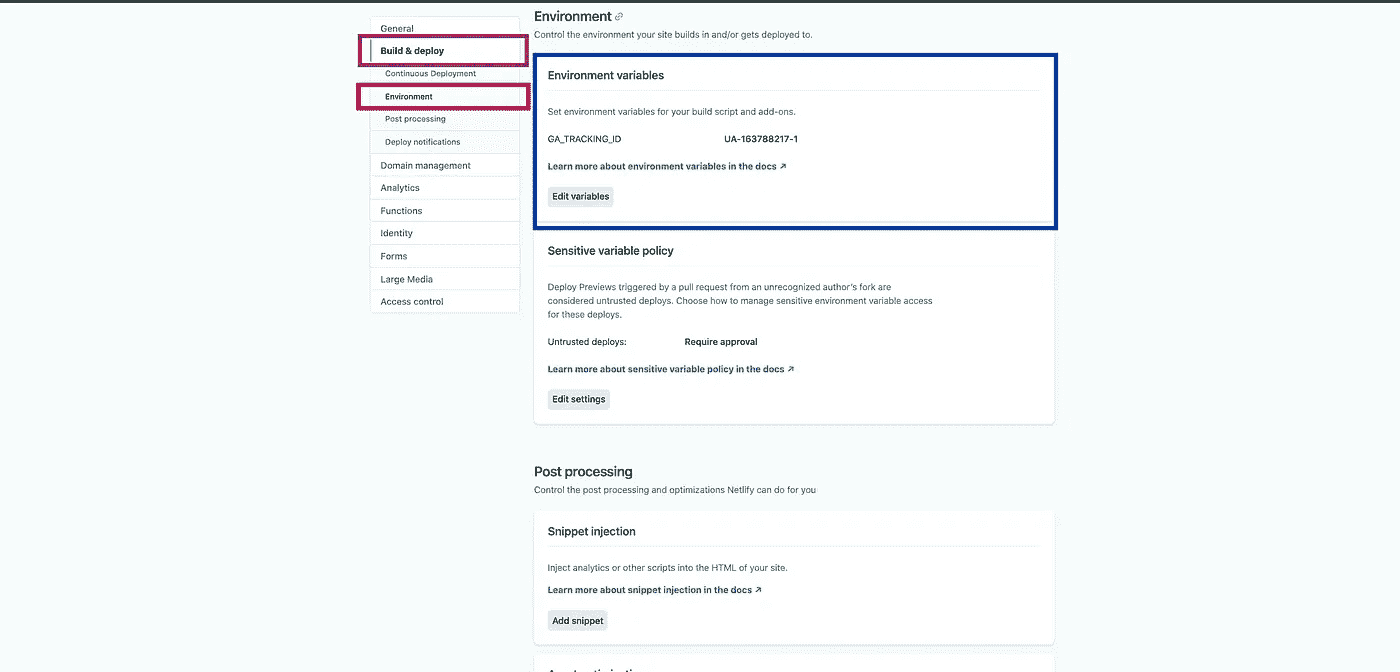 General
Build & deploy
Continuous Deployment
Environment
Post processing
Deploy notifications
Domain management
Analytics
Functions
Identity
Forms
Large Media
Access control
Environment
Control the environment your site builds in and/or gets deployed to.
Environment variables
Set environment variables for your build script and add-ons.
GA_TRACKING_ID UA-163788217-1
Learn more about environment variables in the docs ↗
Edit variables
Sensitive variable policy
Deploy Previews triggered by a pull request from an unrecognized author's fork are
considered untrusted deploys. Choose how to manage sensitive environment variable access
for these deploys.
Untrusted deploys: Require approval
Learn more about sensitive variable policy in the docs ↗
Edit settings
Post processing
Control the post processing and optimizations Netlify can do for you
Snippet injection
Inject analytics or other scripts into the HTML of your site.
Learn more about snippet injection in the docs ↗
Add snippet